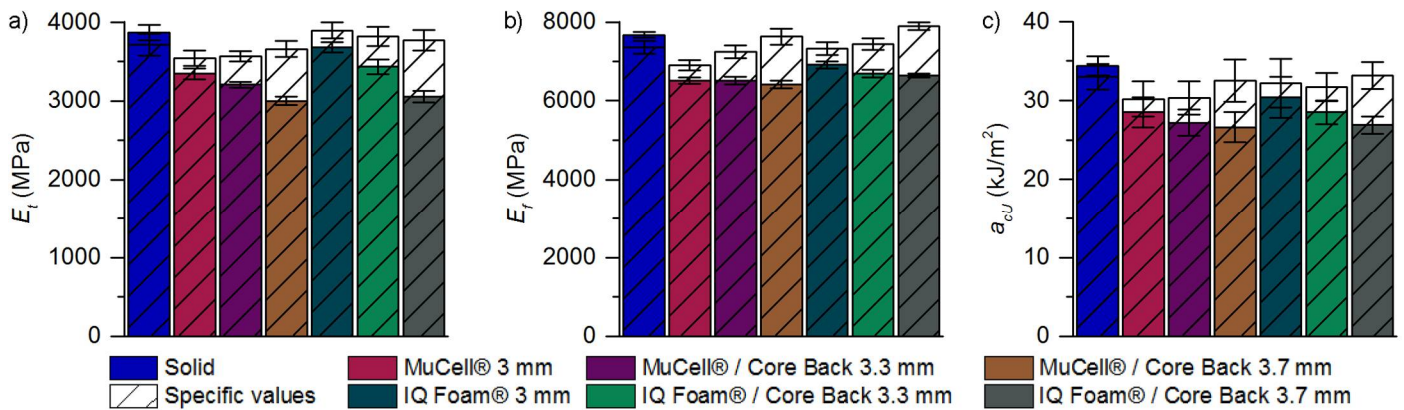 a)
4000
3000
2000
1000
0
E_t (MPa)
b)
8000
6000
4000
2000
0
E_f (MPa)
c)
40
30
20
10
0
a_cU (kJ/m²)
Solid
MuCell® 3 mm
MuCell® / Core Back 3.3 mm
MuCell® / Core Back 3.7 mm
Specific values
IQ Foam® 3 mm
IQ Foam® / Core Back 3.3 mm
IQ Foam® / Core Back 3.7 mm